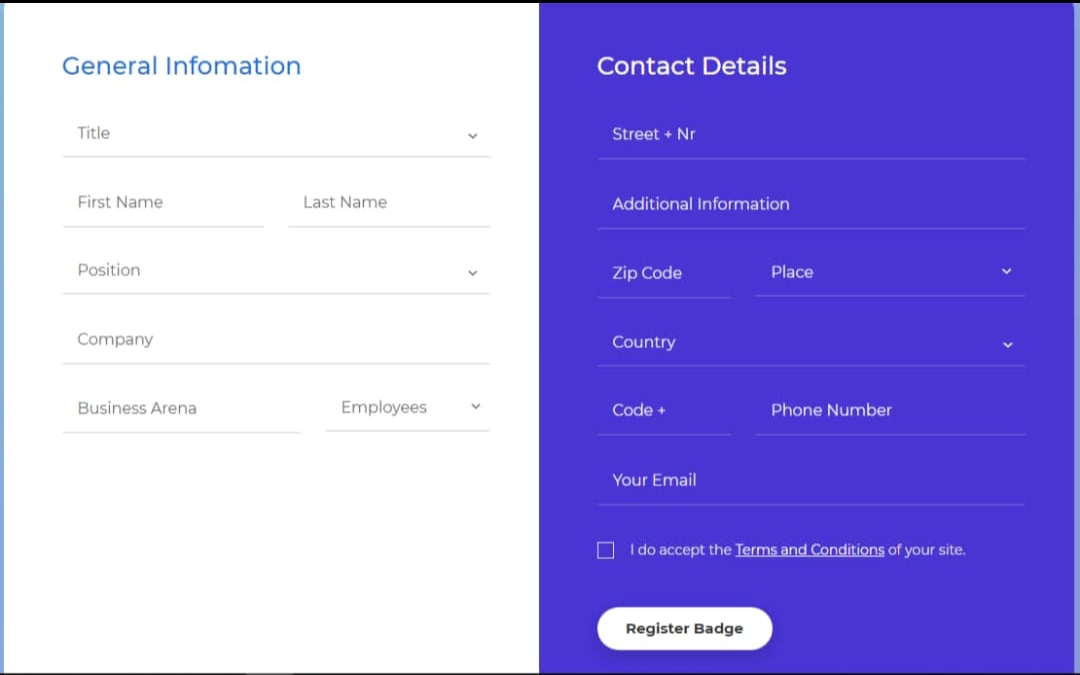 General Infomation
Title
First Name Last Name
Position
Company
Business Arena Employees
Contact Details
Street + Nr
Additional Information
Zip Code Place
Country
Code + Phone Number
Your Email
I do accept the Terms and Conditions of your site.
Register Badge